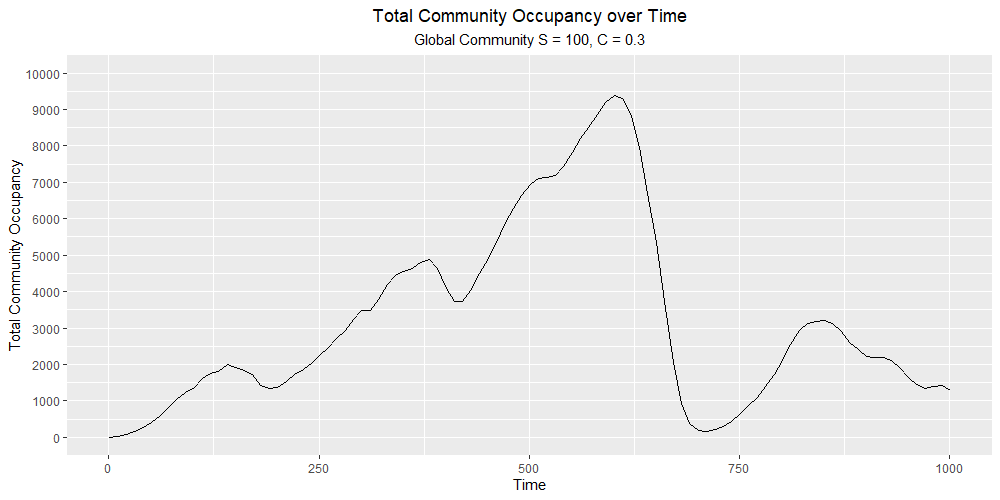 Total Community Occupancy over Time
Global Community S = 100, C = 0.3
Total Community Occupancy
10000
9000
8000
7000
6000
5000
4000
3000
2000
1000
0
0 250 500 750 1000
Time